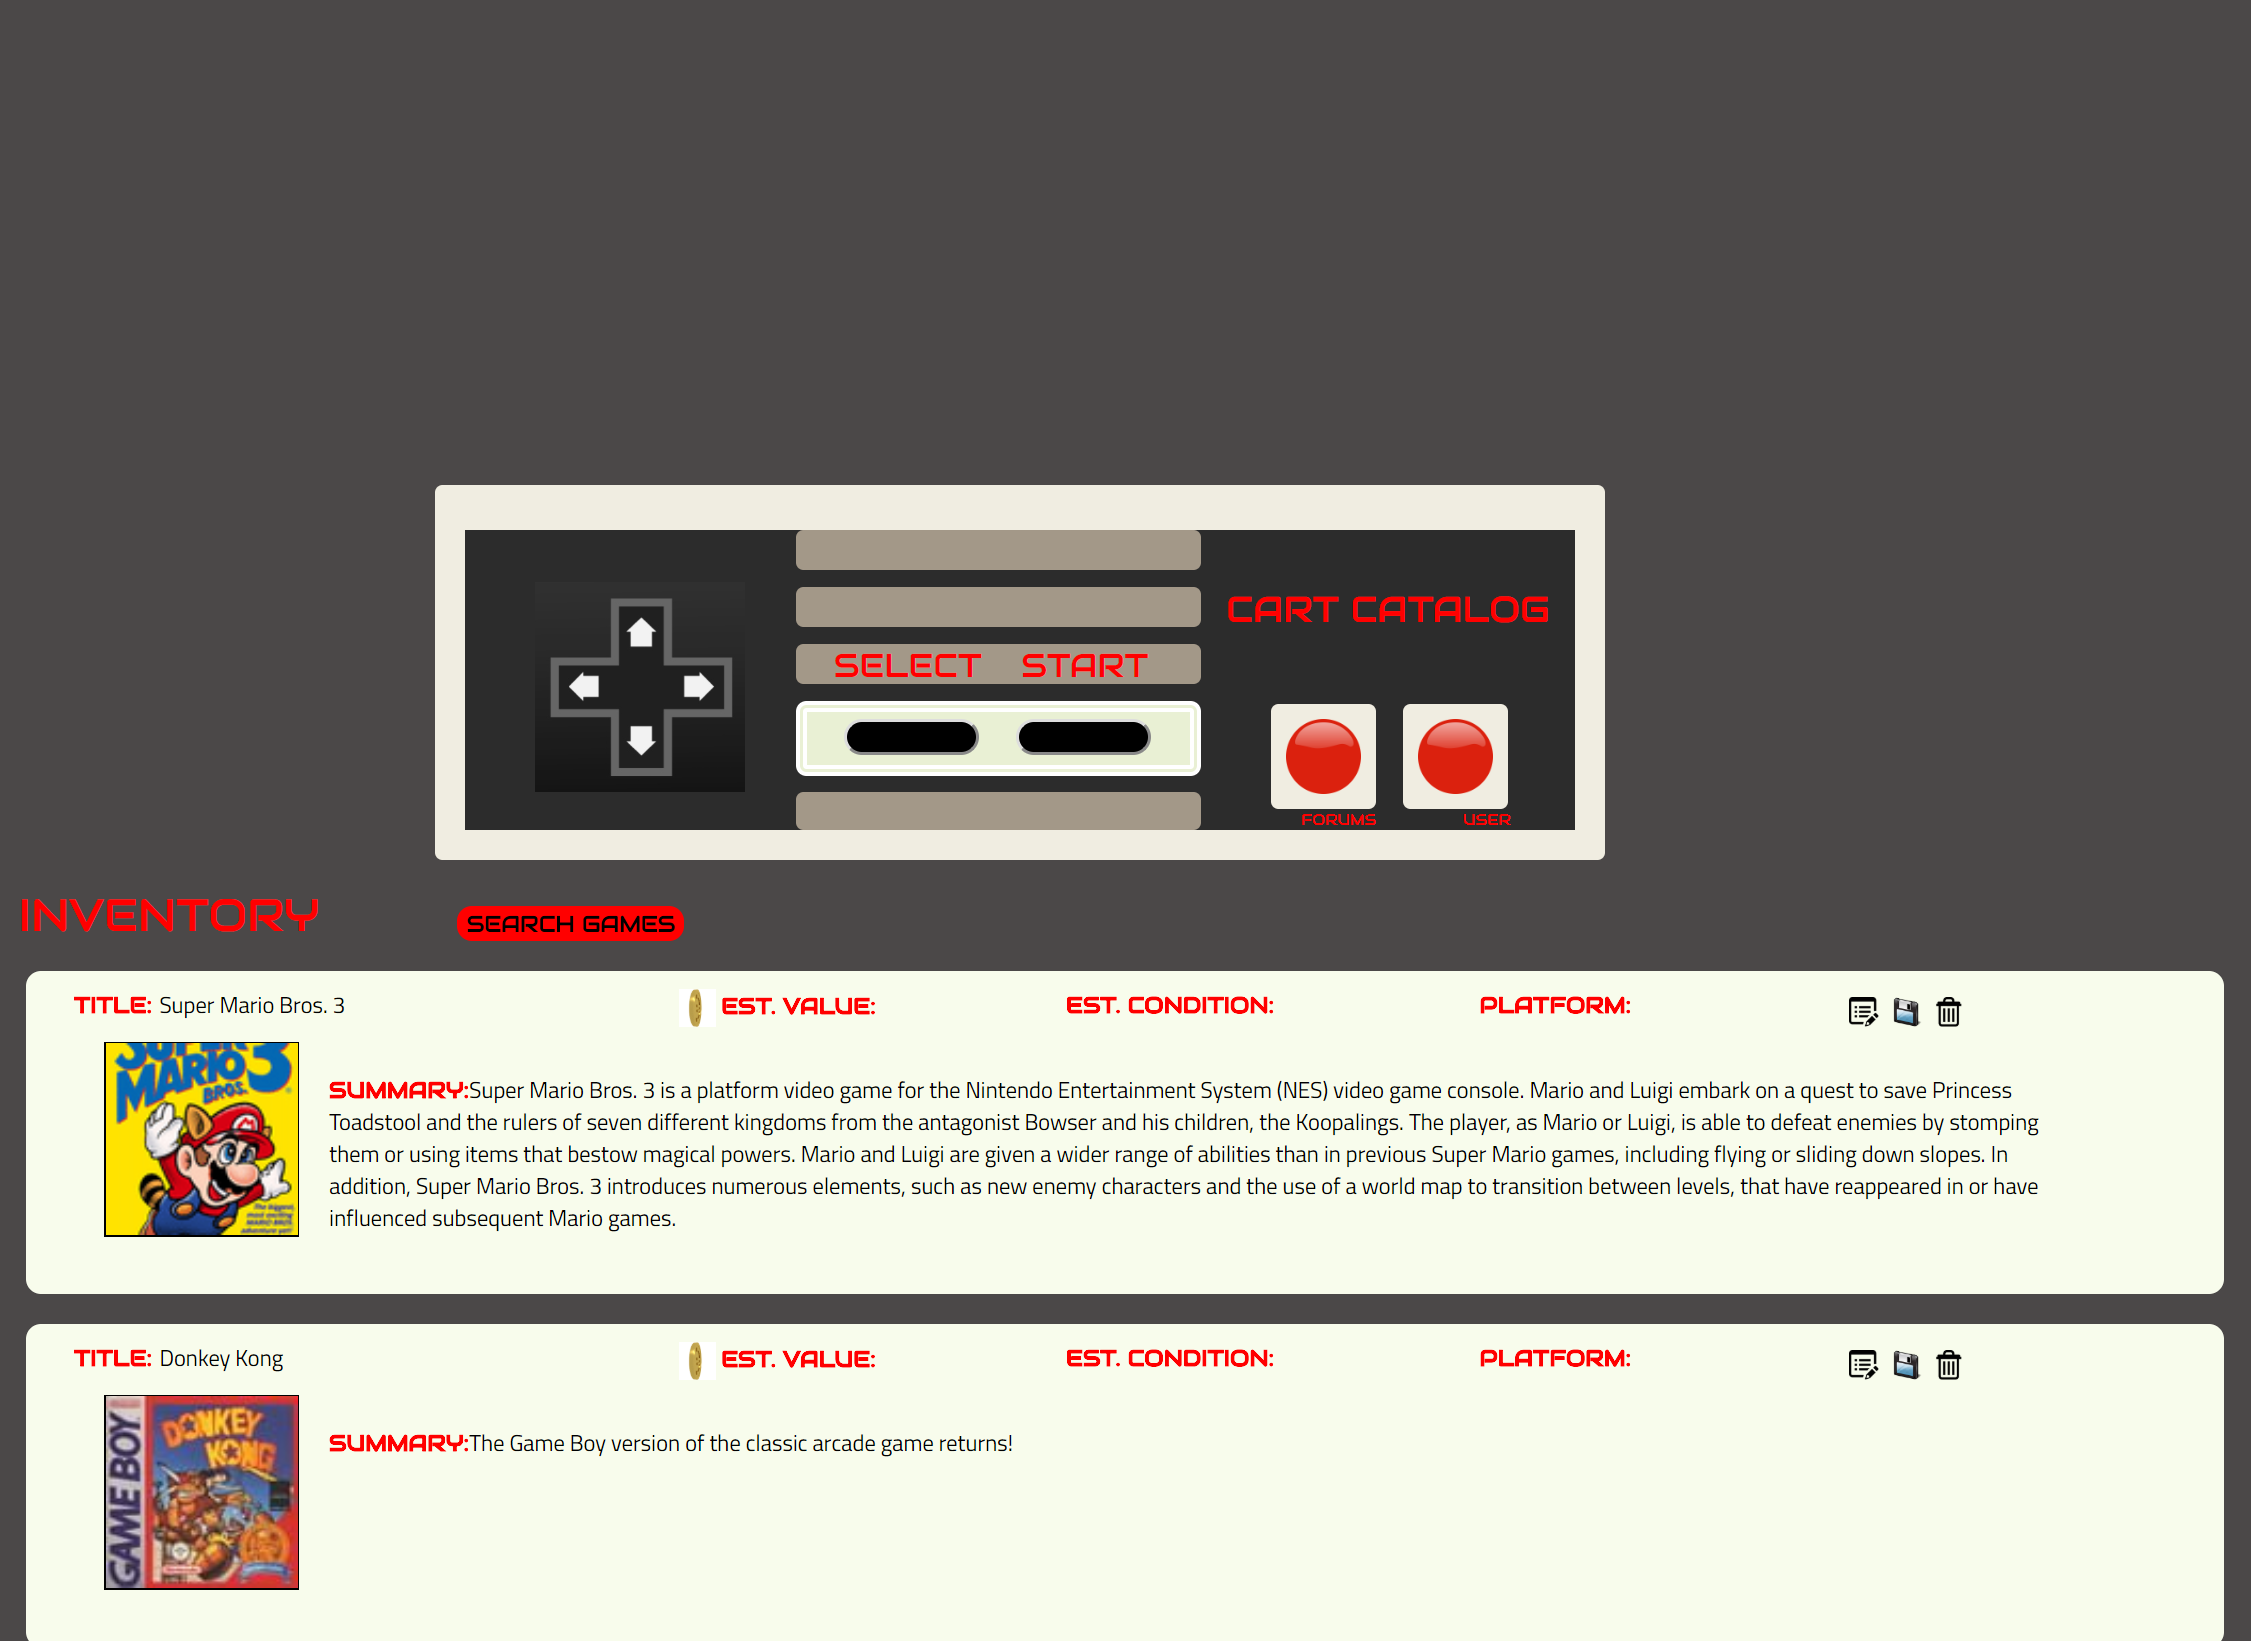 CART CATALOG
SELECT START
FORUMS USER
INVENTORY
SEARCH GAMES
TITLE: Super Mario Bros. 3
EST. VALUE:
EST. CONDITION:
PLATFORM:
SUPER
MARIO 3
BROS.
SUMMARY:Super Mario Bros. 3 is a platform video game for the Nintendo Entertainment System (NES) video game console. Mario and Luigi embark on a quest to save Princess
Toadstool and the rulers of seven different kingdoms from the antagonist Bowser and his children, the Koopalings. The player, as Mario or Luigi, is able to defeat enemies by stomping
them or using items that bestow magical powers. Mario and Luigi are given a wider range of abilities than in previous Super Mario games, including flying or sliding down slopes. In
addition, Super Mario Bros. 3 introduces numerous elements, such as new enemy characters and the use of a world map to transition between levels, that have reappeared in or have
influenced subsequent Mario games.
TITLE: Donkey Kong
EST. VALUE:
EST. CONDITION:
PLATFORM:
GAME BOY
DONKEY
KONG
SUMMARY:The Game Boy version of the classic arcade game returns!